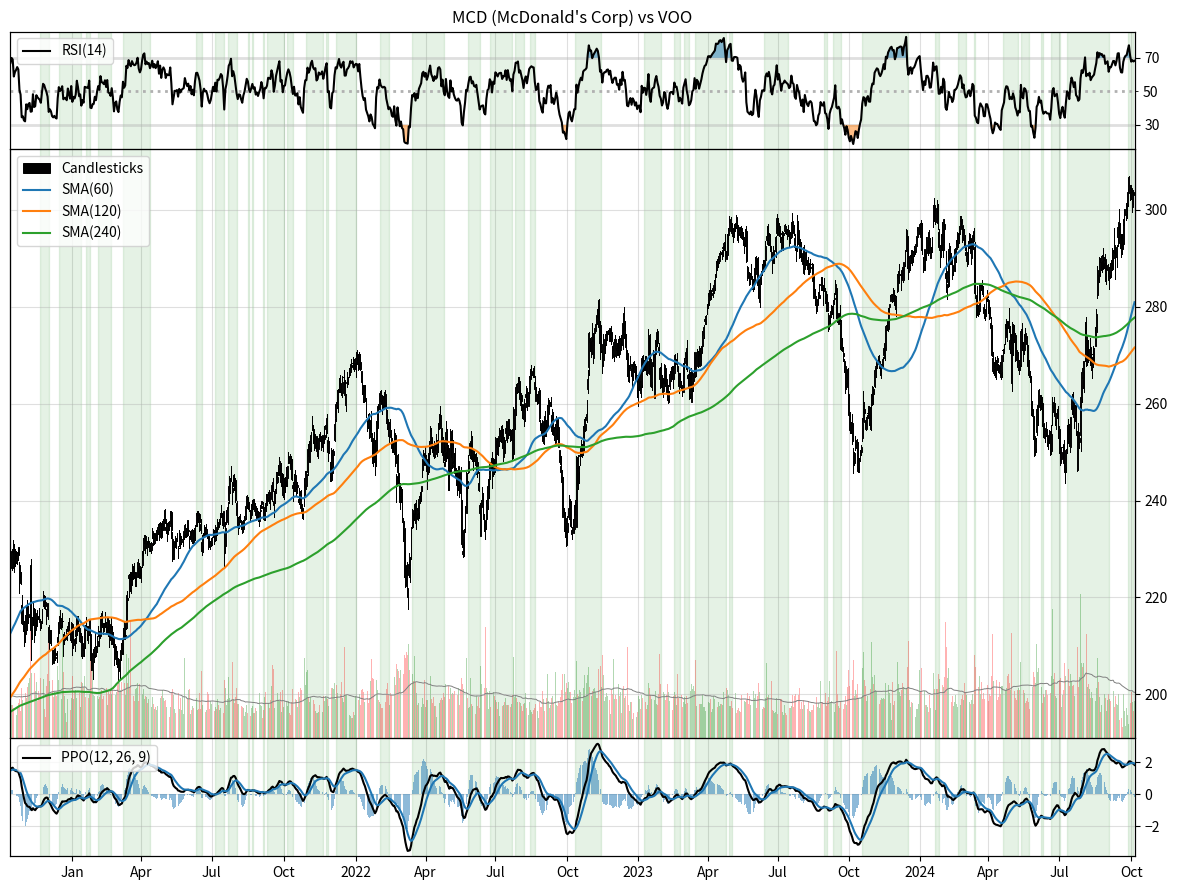 MCD (McDonald's Corp) vs VOO
RSI(14)
70
50
30
Candlesticks
SMA(60)
SMA(120)
SMA(240)
300
280
260
240
220
200
PPO(12, 26, 9)
2
0
−2
Jan Apr Jul Oct 2022 Apr Jul Oct 2023 Apr Jul Oct 2024 Apr Jul Oct